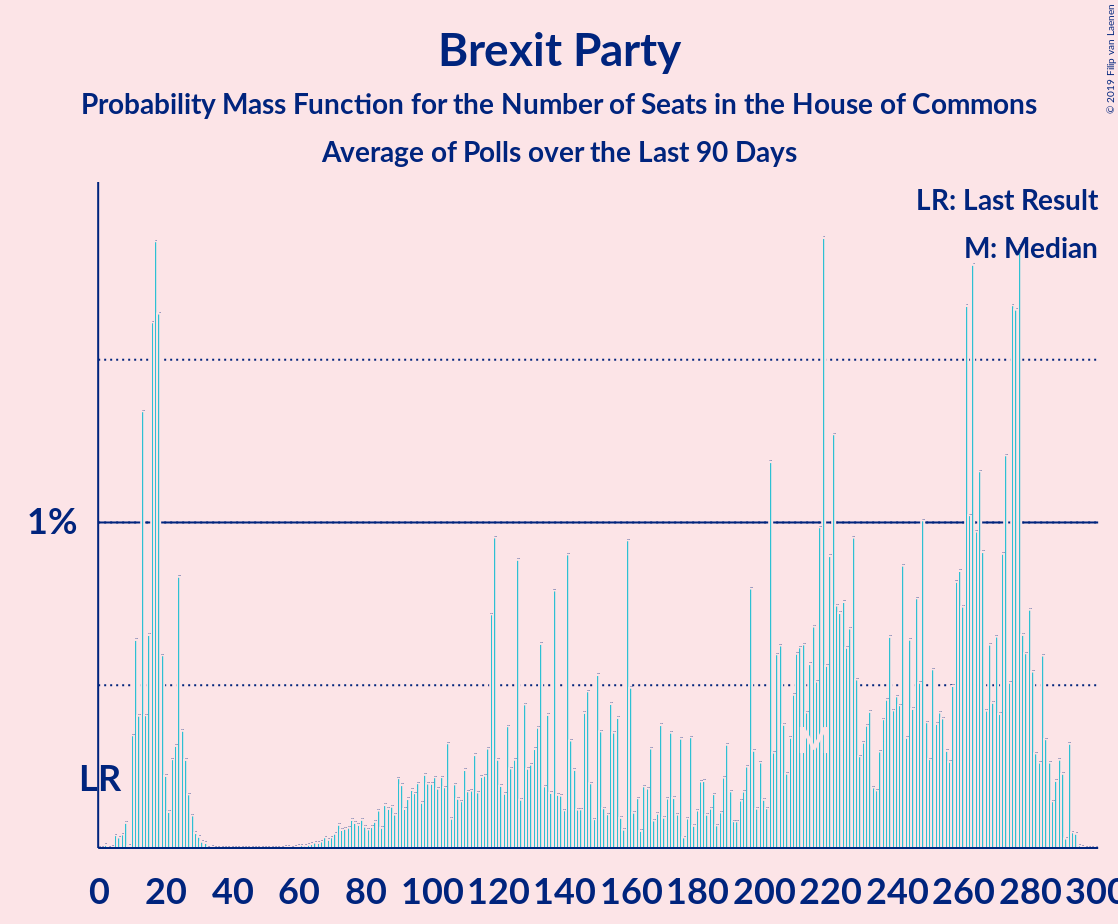 Brexit Party
Probability Mass Function for the Number of Seats in the House of Commons
Average of Polls over the Last 90 Days
© 2019 Filip van Laenen
LR: Last Result
M: Median
1%
LR
0 20 40 60 80 100 120 140 160 180 200 220 240 260 280 300